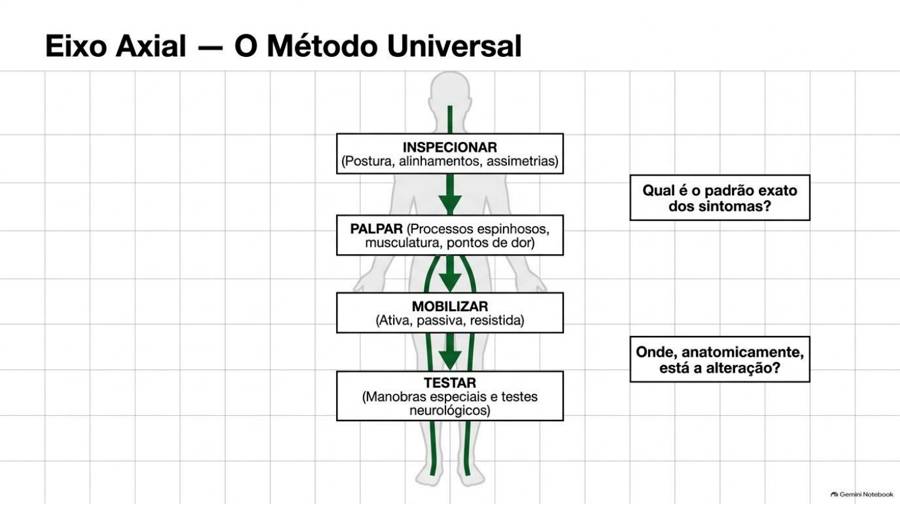 Eixo Axial — O Método Universal
INSPECIONAR
(Postura, alinhamentos, assimetrias)
PALPAR (Processos espinhosos,
musculatura, pontos de dor)
MOBILIZAR
(Ativa, passiva, resistida)
TESTAR
(Manobras especiais e testes
neurológicos)
Qual é o padrão exato
dos sintomas?
Onde, anatomicamente,
está a alteração?
Gemini Notebook